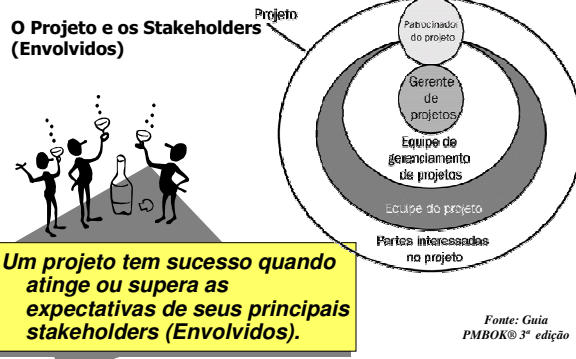 O Projeto e os Stakeholders
(Envolvidos)
Projeto
Patrocinador
do projeto
Gerente
de
projetos
Equipe de
gerenciamento
de projetos
Equipe do projeto
Partes interessadas
no projeto
Um projeto tem sucesso quando
atinge ou supera as
expectativas de seus principais
stakeholders (Envolvidos).
Fonte: Guia
PMBOK® 3ª edição